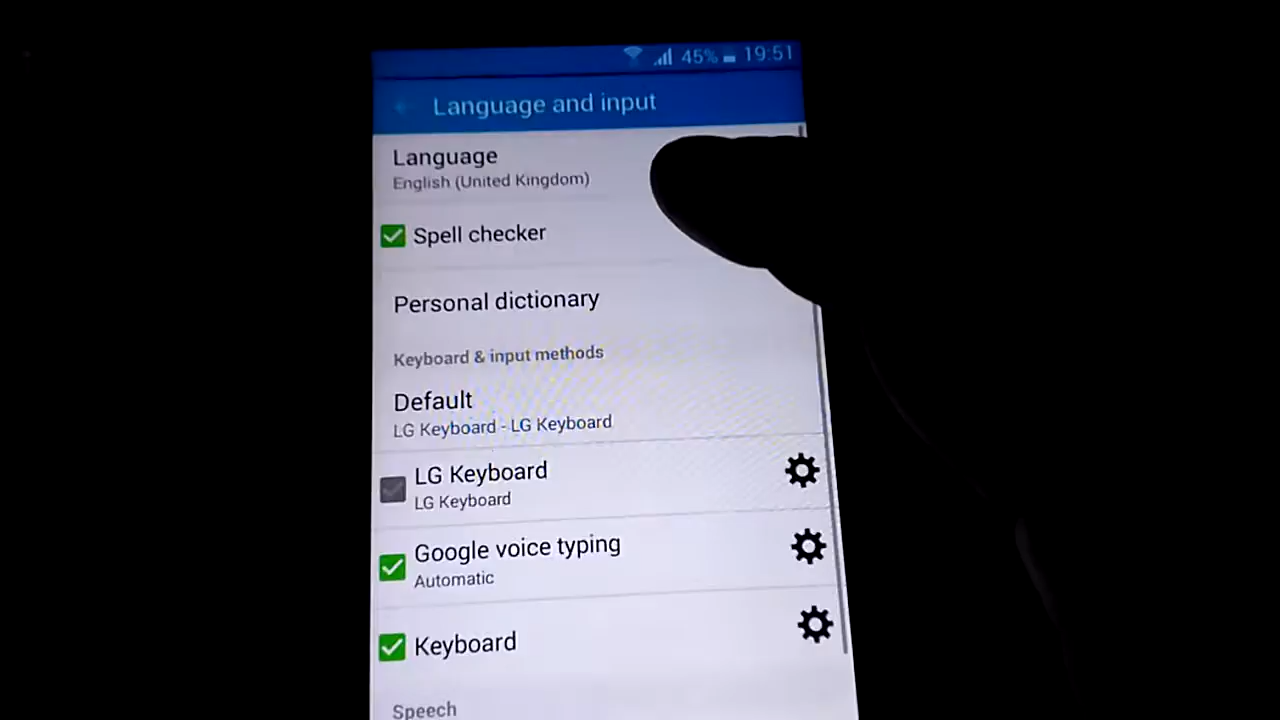 45% 19:51
Language and input
Language
English (United Kingdom)
Spell checker
Personal dictionary
Keyboard & input methods
Default
LG Keyboard - LG Keyboard
LG Keyboard
LG Keyboard
Google voice typing
Automatic
Keyboard
Speech